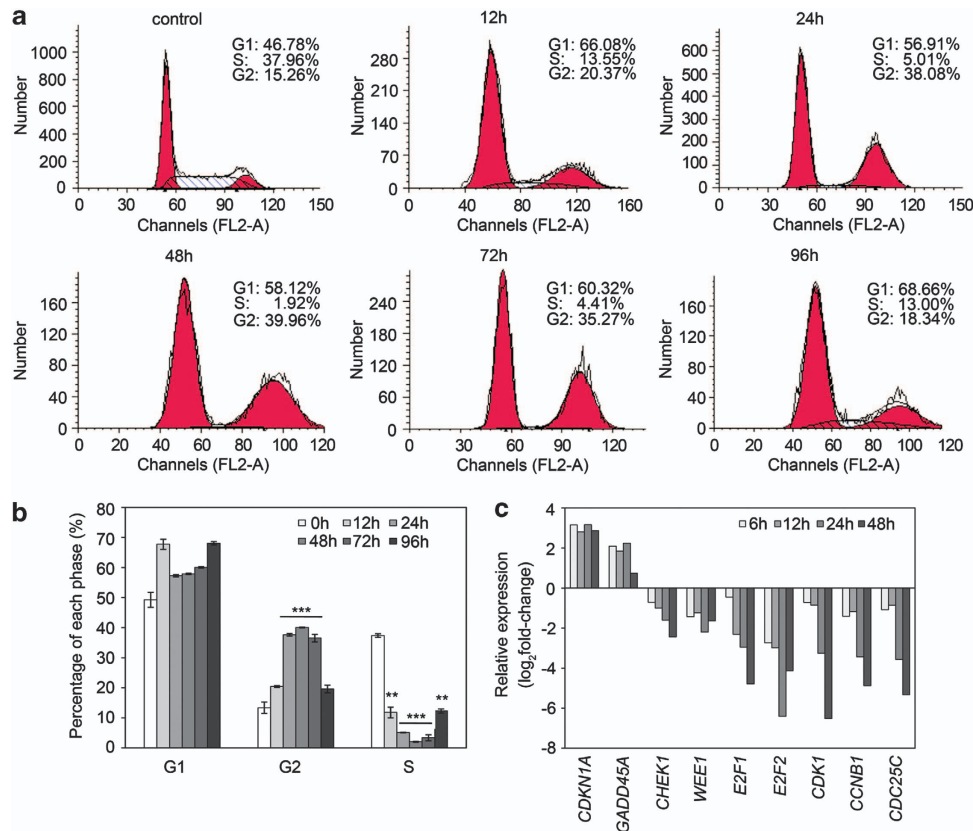 a
control
G1: 46.78%
S: 37.96%
G2: 15.26%
Number
1000
800
600
400
200
0
0 30 60 90 120 150
Channels (FL2-A)
12h
G1: 66.08%
S: 13.55%
G2: 20.37%
Number
280
210
140
70
0
0 40 60 80 100 120 140 160
Channels (FL2-A)
24h
G1: 56.91%
S: 5.01%
G2: 38.08%
Number
600
500
400
300
200
100
0
0 30 60 90 120 150
Channels (FL2-A)
48h
G1: 58.12%
S: 1.92%
G2: 39.96%
Number
160
120
80
40
0
0 20 40 60 80 100 120
Channels (FL2-A)
72h
G1: 60.32%
S: 4.41%
G2: 35.27%
Number
240
180
120
60
0
0 40 60 80 100 120 140
Channels (FL2-A)
96h
G1: 68.66%
S: 13.00%
G2: 18.34%
Number
160
120
80
40
0
0 20 40 60 80 100 120
Channels (FL2-A)
b
Percentage of each phase (%)
80
70
60
50
40
30
20
10
0
0h 12h 24h
48h 72h 96h
***
** *** **
G1 G2 S
c
Relative expression
(log2fold-change)
4
2
0
-2
-4
-6
-8
6h 12h 24h 48h
CDKN1A
GADD45A
CHEK1
WEE1
E2F1
E2F2
CDK1
CCNB1
CDC25C